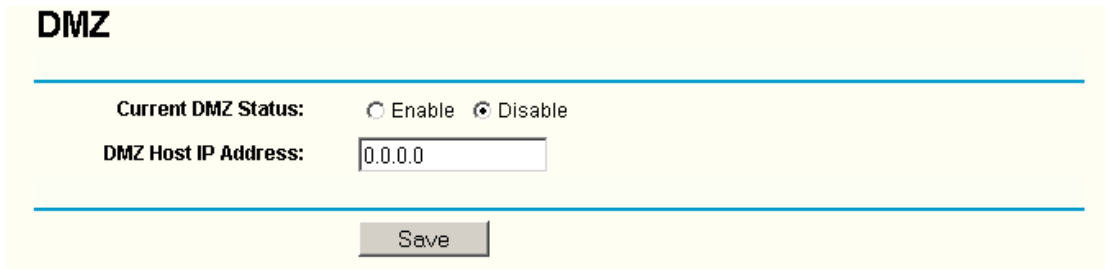 DMZ
Current DMZ Status: Enable Disable
DMZ Host IP Address: 0.0.0.0
Save